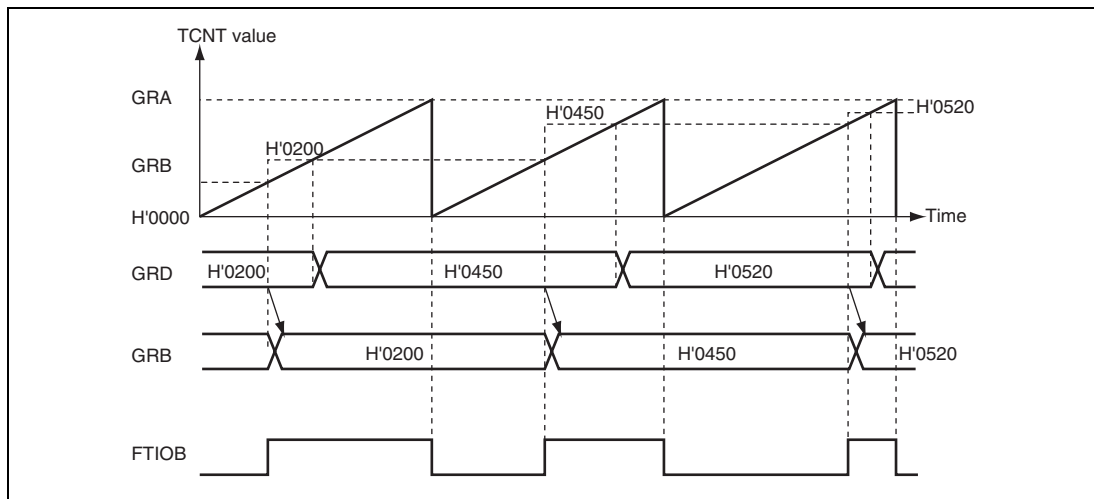 TCNT value
GRA
H'0450
H'0520
H'0200
GRB
H'0000
Time
GRD
H'0200
H'0450
H'0520
GRB
H'0200
H'0450
H'0520
FTIOB